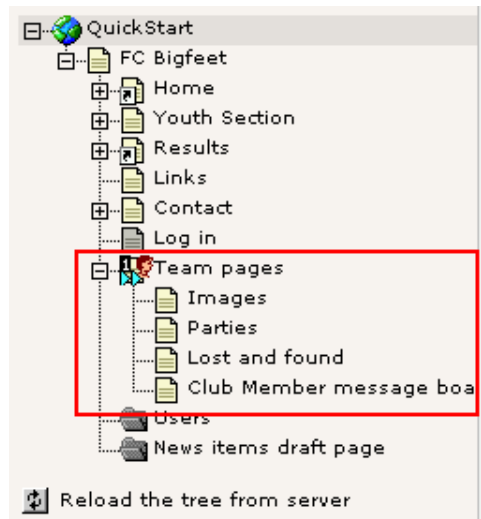 QuickStart
FC Bigfeet
Home
Youth Section
Results
Links
Contact
Log in
Team pages
Images
Parties
Lost and found
Club Member message boa
Users
News items draft page
Reload the tree from server